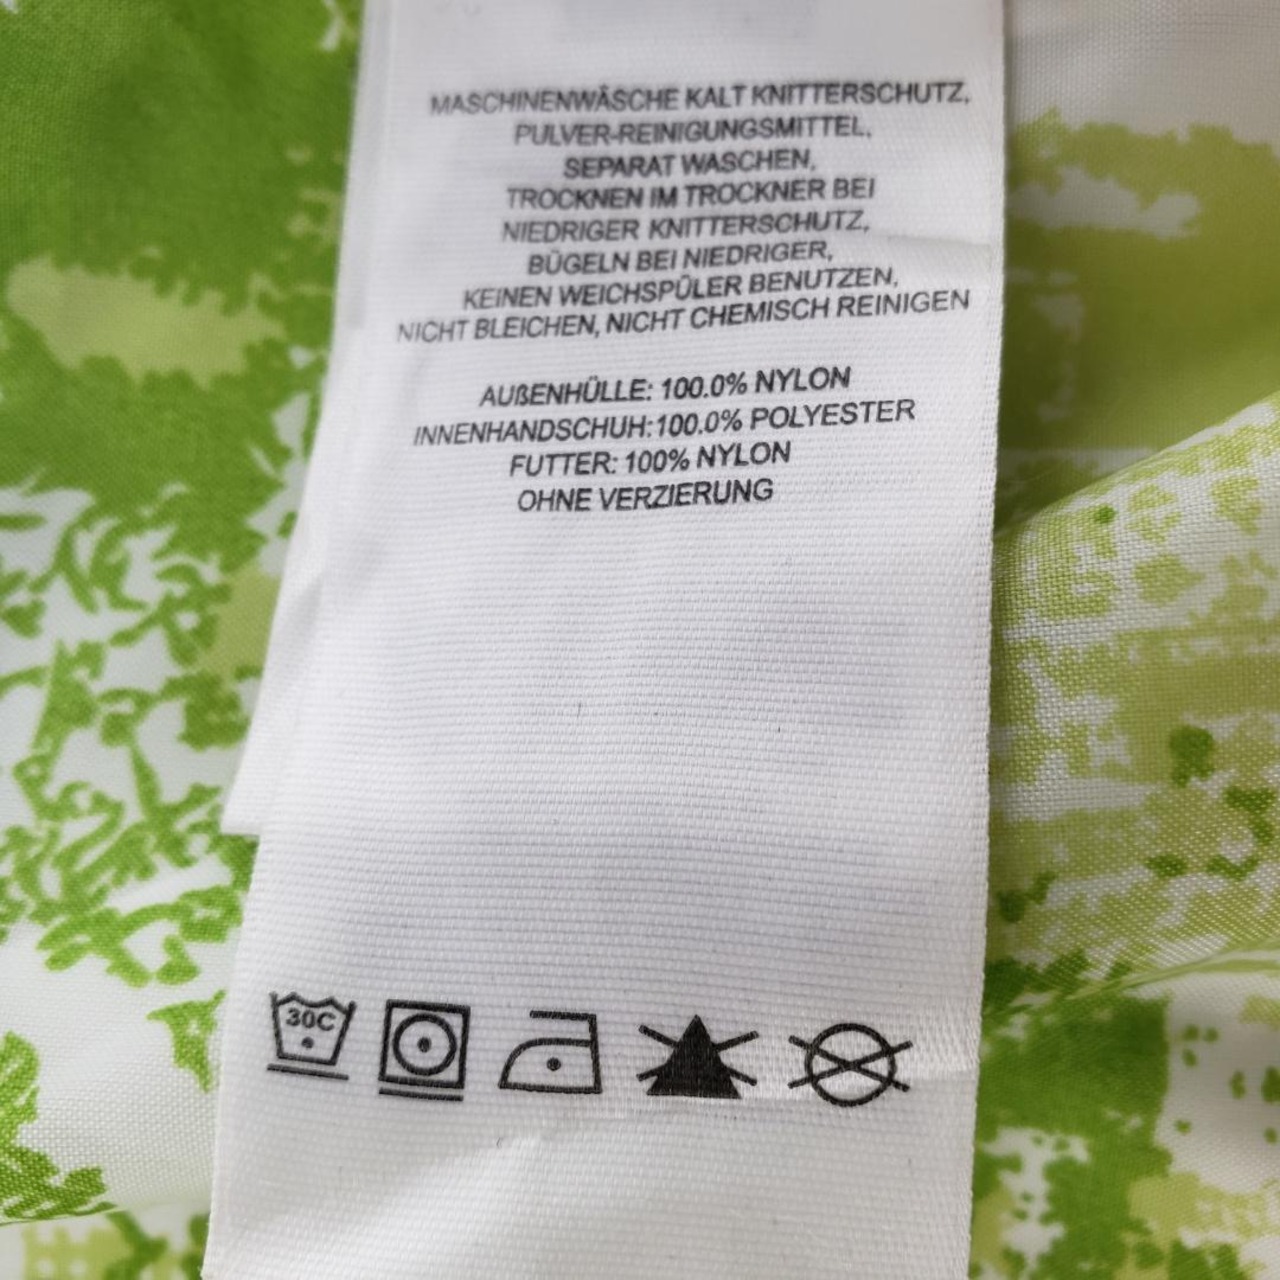 MASCHINENWÄSCHE KALT KNITTERSCHUTZ,
PULVER-REINIGUNGSMITTEL,
SEPARAT WASCHEN,
TROCKNEN IM TROCKNER BEI
NIEDRIGER KNITTERSCHUTZ,
BÜGELN BEI NIEDRIGER,
KEINEN WEICHSPÜLER BENUTZEN,
NICHT BLEICHEN, NICHT CHEMISCH REINIGEN
AUßENHÜLLE: 100.0% NYLON
INNENHANDSCHUH:100.0% POLYESTER
FUTTER: 100% NYLON
OHNE VERZIERUNG
30C